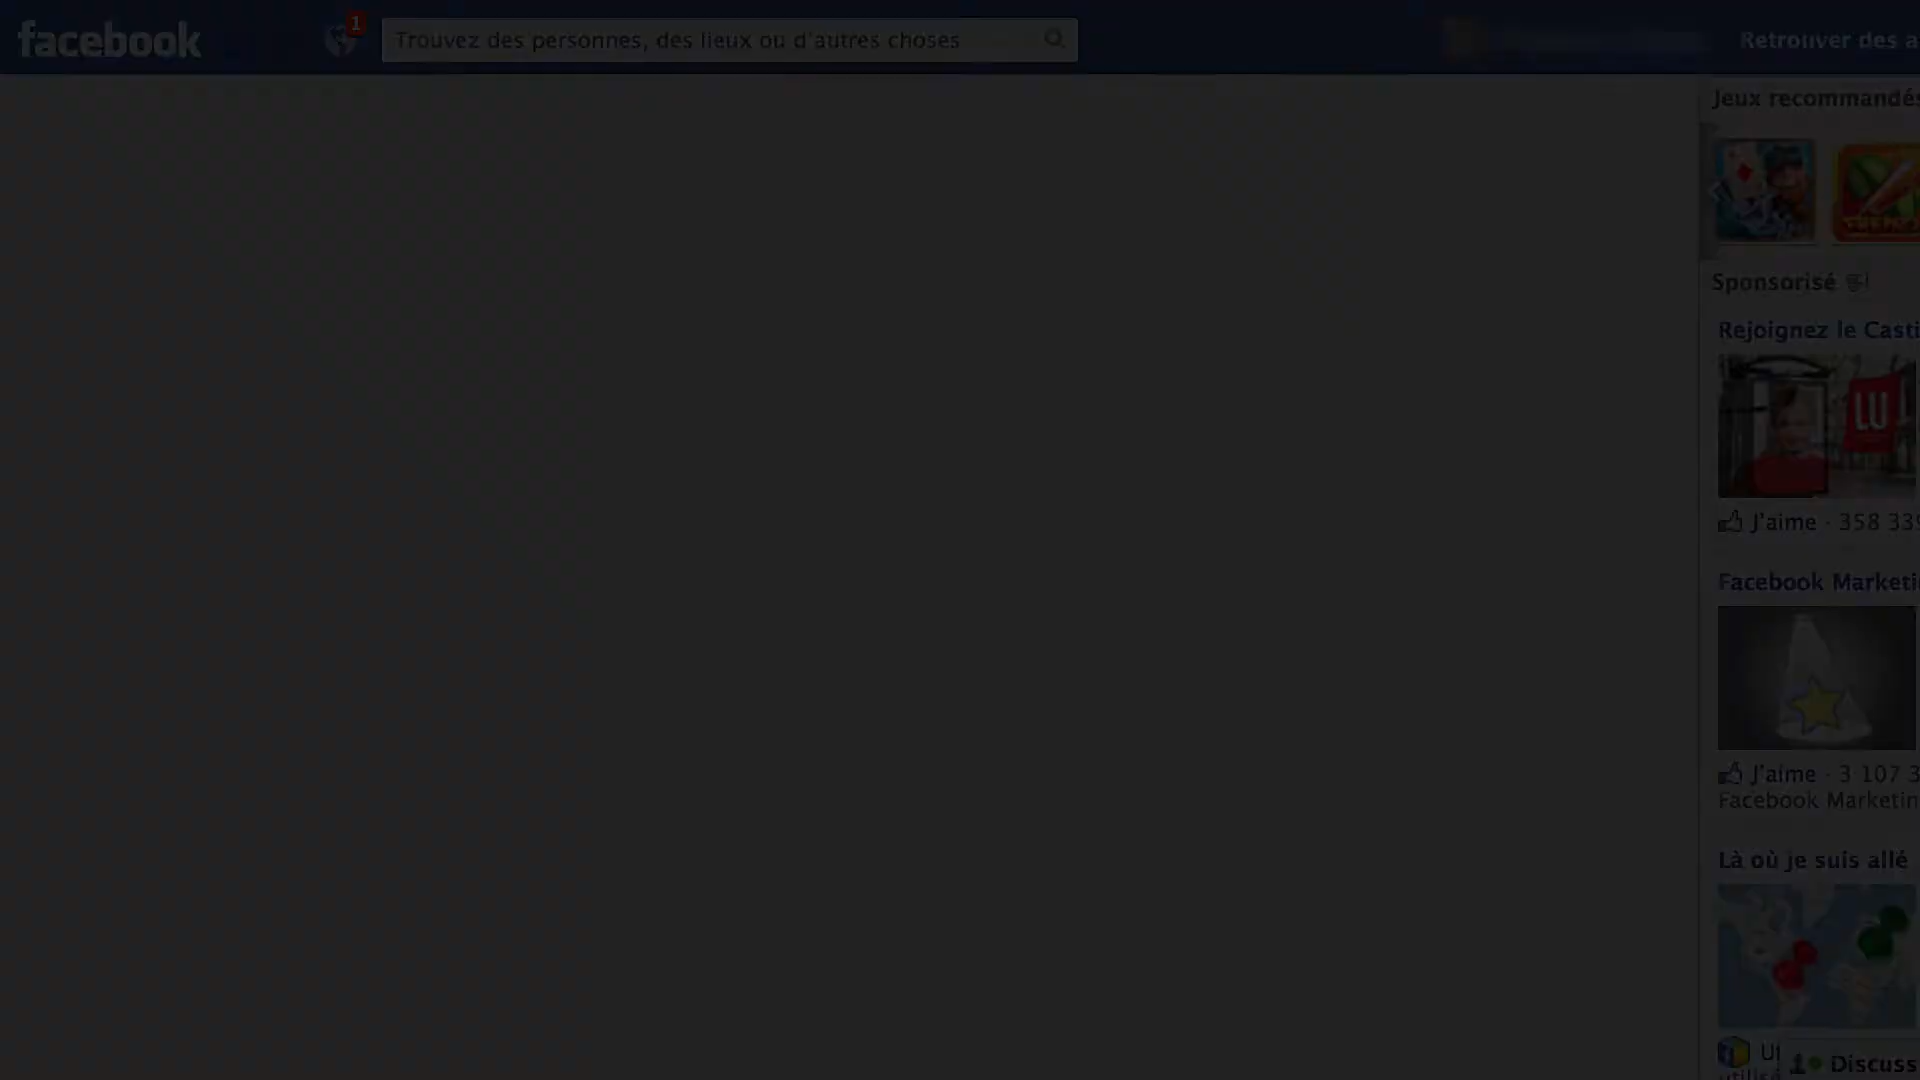 facebook
1
Trouvez des personnes, des lieux ou d'autres choses
Retrouver des a
Jeux recommandés
Sponsorisé
Rejoignez le Casti
LU
J'aime · 358 33
Facebook Marketi
J'aime · 3 107 3
Facebook Marketin
Là où je suis allé
Discuss